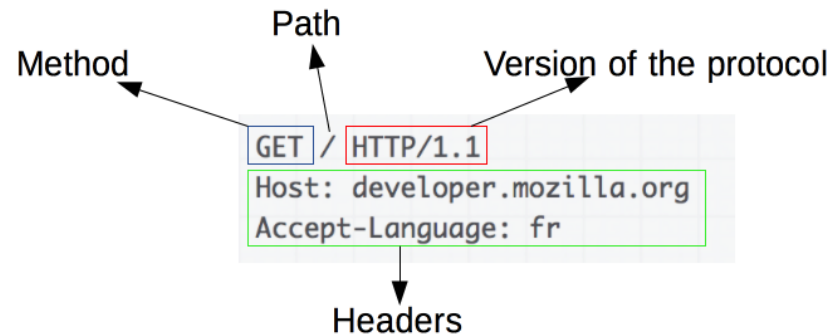 Path
Method
Version of the protocol
GET / HTTP/1.1
Host: developer.mozilla.org
Accept-Language: fr
Headers